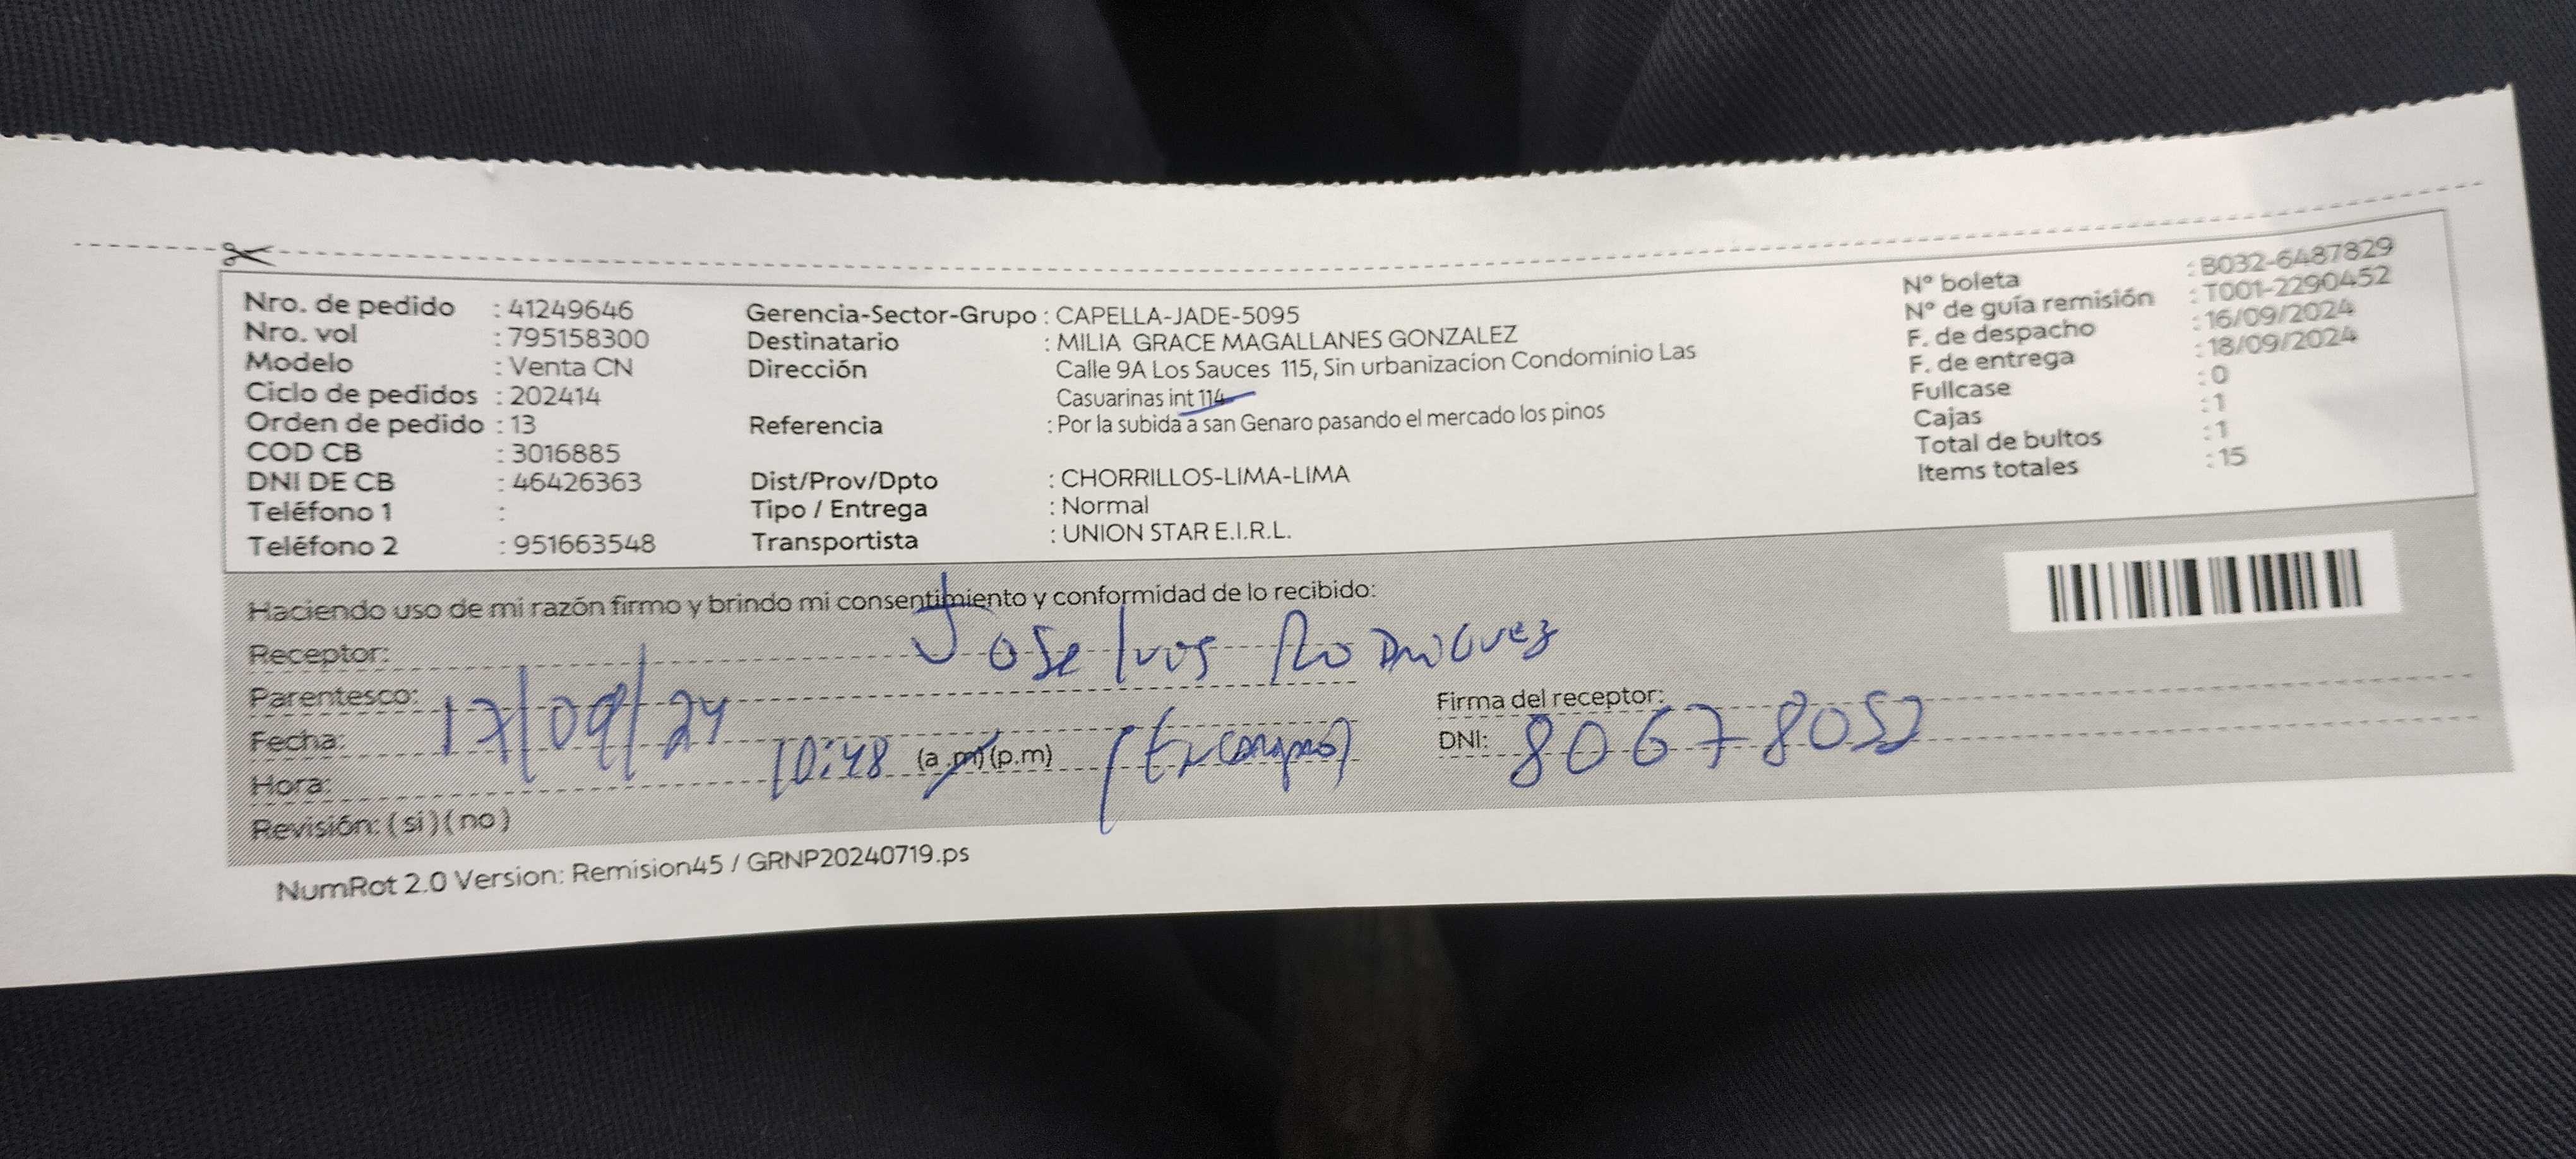 Nro. de pedido : 41249646
Nro. vol : 795158300
Modelo : Venta CN
Ciclo de pedidos : 202414
Orden de pedido : 13
COD CB : 3016885
DNI DE CB : 46426363
Teléfono 1 :
Teléfono 2 : 951663548
Gerencia-Sector-Grupo : CAPELLA-JADE-5095
Destinatario : MILIA GRACE MAGALLANES GONZALEZ
Dirección Calle 9A Los Sauces 115, Sin urbanizacion Condominio Las
Casuarinas int 114
Referencia : Por la subida a san Genaro pasando el mercado los pinos
Dist/Prov/Dpto : CHORRILLOS-LIMA-LIMA
Tipo / Entrega : Normal
Transportista : UNION STAR E.I.R.L.
N° boleta : B032-6487829
N° de guía remisión : T001-2290452
F. de despacho : 16/09/2024
F. de entrega : 18/09/2024
Fullcase : 0
Cajas : 1
Total de bultos : 1
Items totales : 15
Haciendo uso de mi razón firmo y brindo mi consentimiento y conformidad de lo recibido:
Receptor: Jose Rodriguez
Parentesco:
Fecha: 17/09/24
Hora: 10:48 (a.m) (p.m)
Revisión: (si) (no)
Firma del receptor:
DNI: 80678052
NumRot 2.0 Version: Remision45 / GRNP20240719.ps